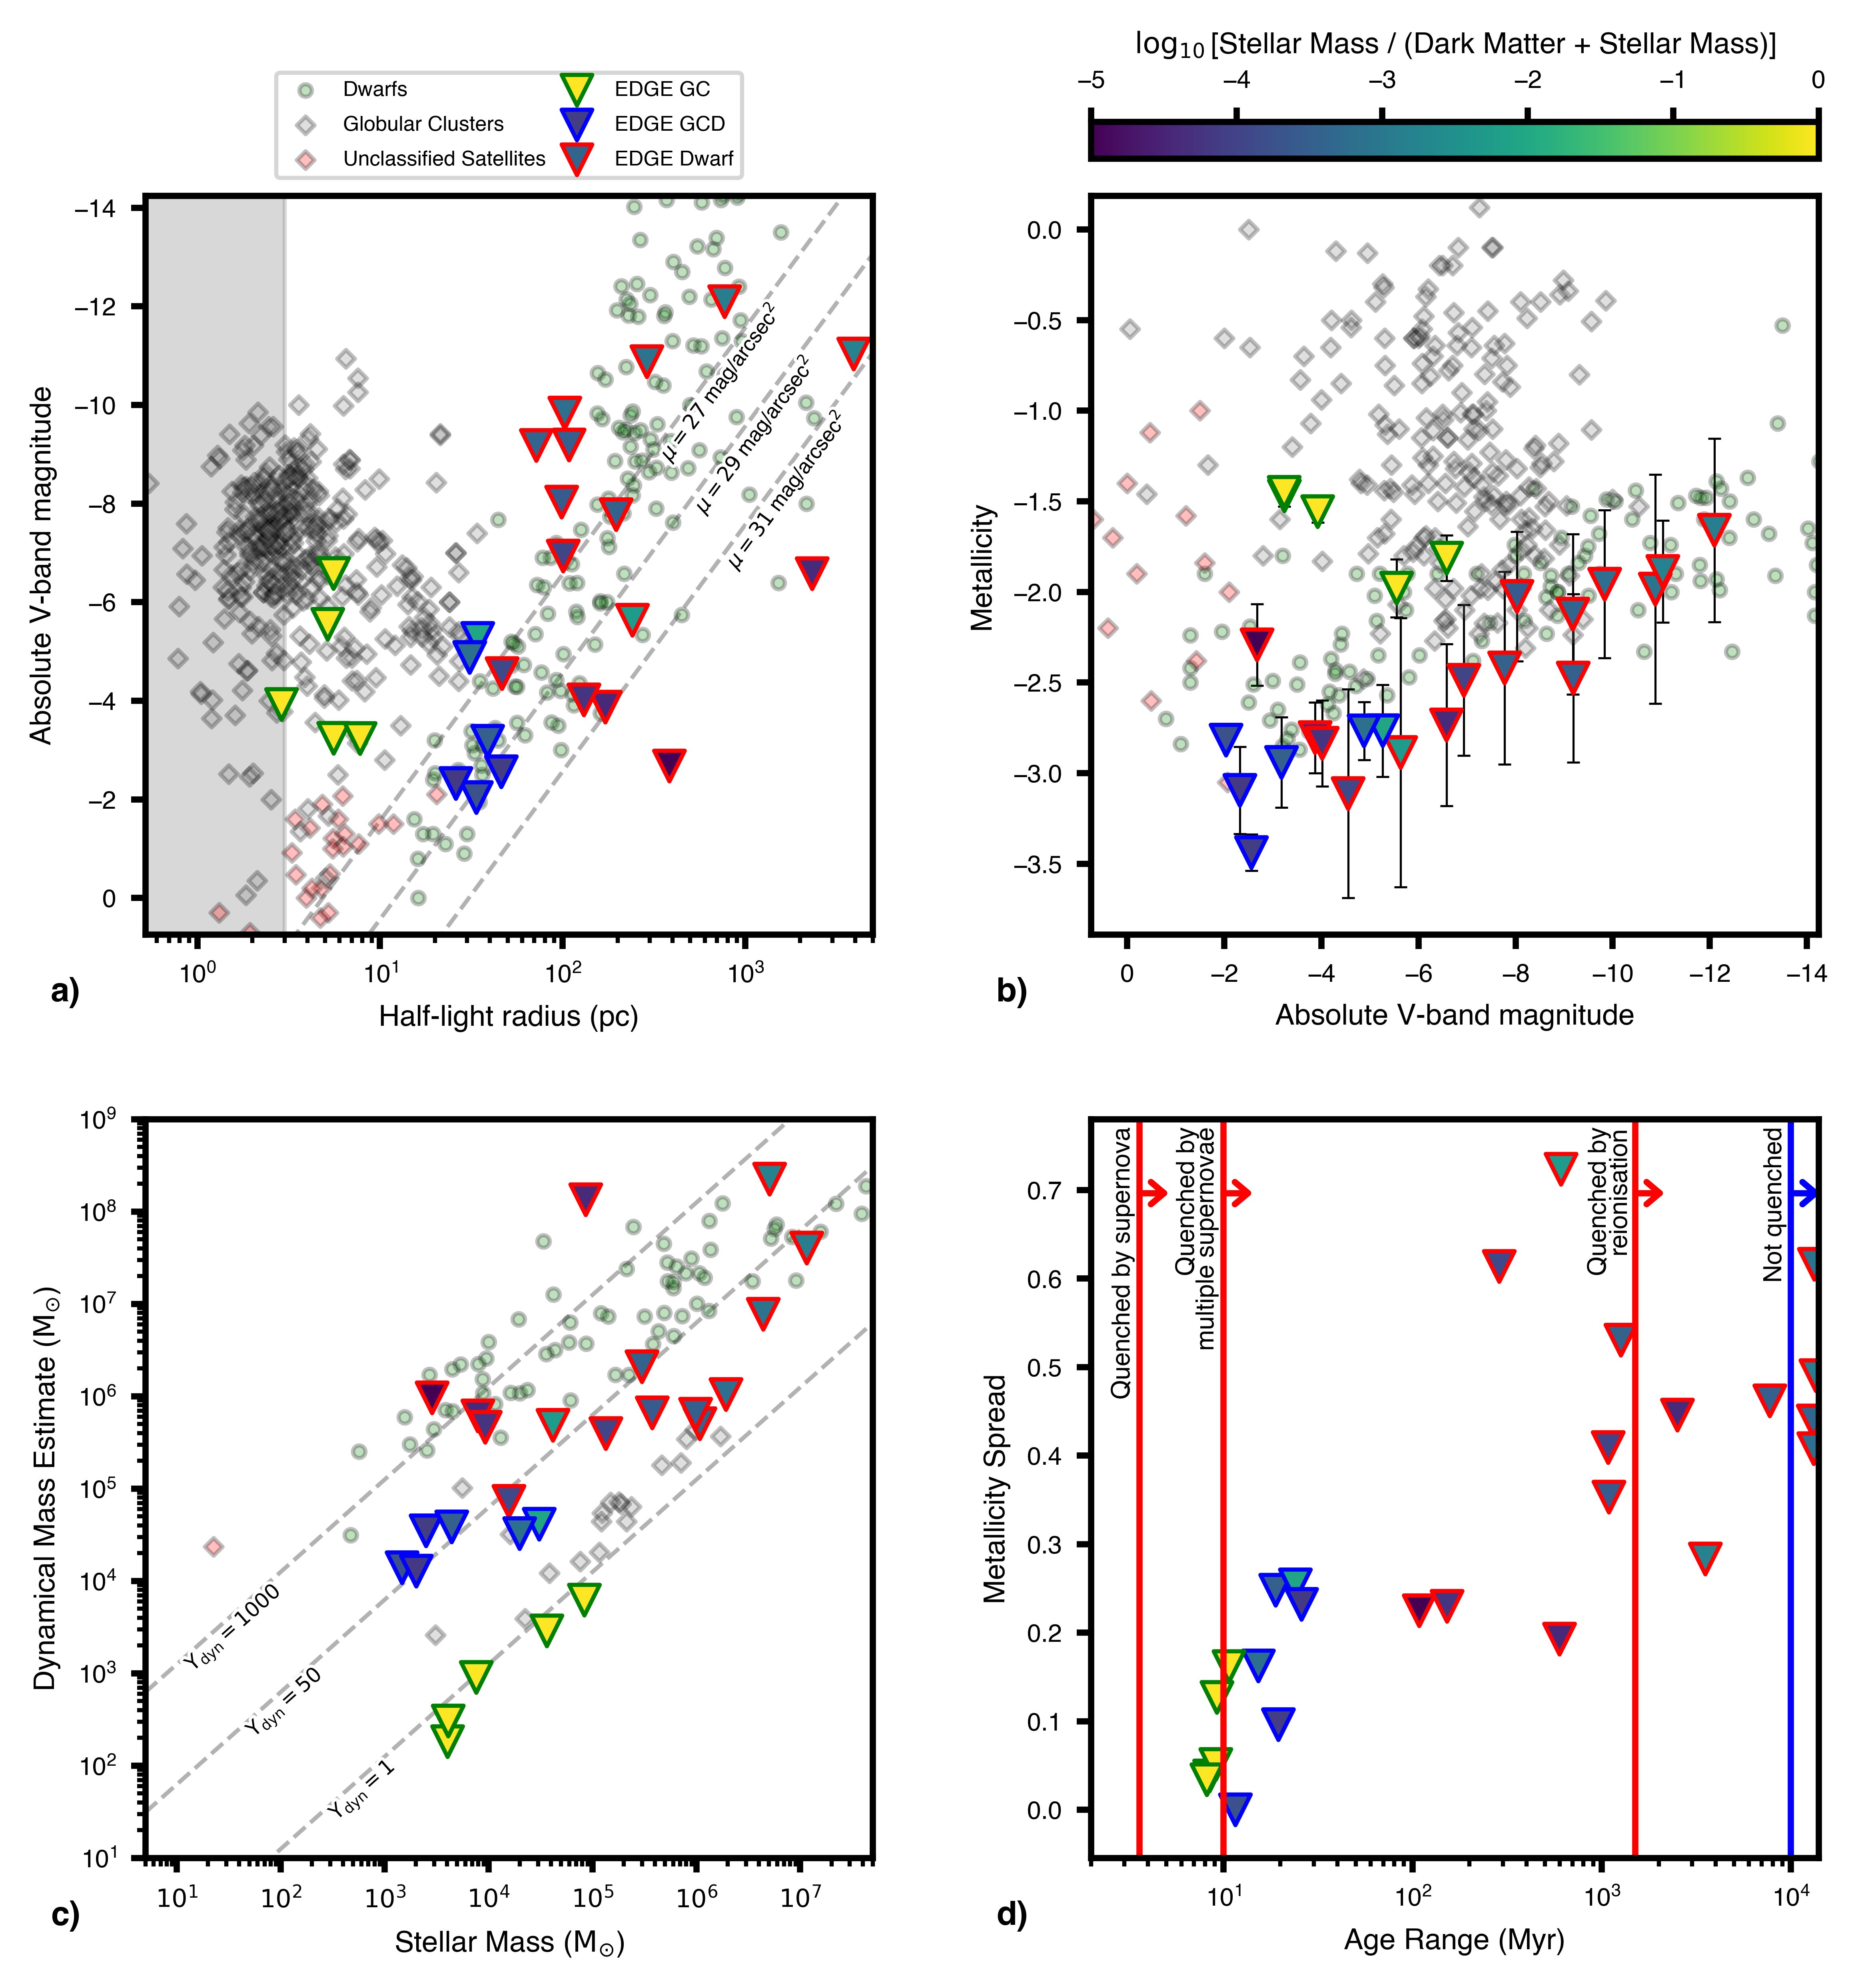 log₁₀ [Stellar Mass / (Dark Matter + Stellar Mass)]
−5 −4 −3 −2 −1 0
Dwarfs
Globular Clusters
Unclassified Satellites
EDGE GC
EDGE GCD
EDGE Dwarf
−14
−12
−10
−8
−6
−4
−2
0
Absolute V-band magnitude
μ = 27 mag/arcsec²
μ = 29 mag/arcsec²
μ = 31 mag/arcsec²
10⁰ 10¹ 10² 10³
a)
Half-light radius (pc)
0.0
−0.5
−1.0
−1.5
−2.0
−2.5
−3.0
−3.5
Metallicity
0 −2 −4 −6 −8 −10 −12 −14
b)
Absolute V-band magnitude
10⁹
10⁸
10⁷
10⁶
10⁵
10⁴
10³
10²
10¹
Dynamical Mass Estimate (M⊙)
Υdyn = 1000
Υdyn = 50
Υdyn = 1
10¹ 10² 10³ 10⁴ 10⁵ 10⁶ 10⁷
c)
Stellar Mass (M⊙)
0.7
0.6
0.5
0.4
0.3
0.2
0.1
0.0
Metallicity Spread
Quenched by supernova
Quenched by
multiple supernovae
Quenched by
reionisation
Not quenched
10¹ 10² 10³ 10⁴
d)
Age Range (Myr)